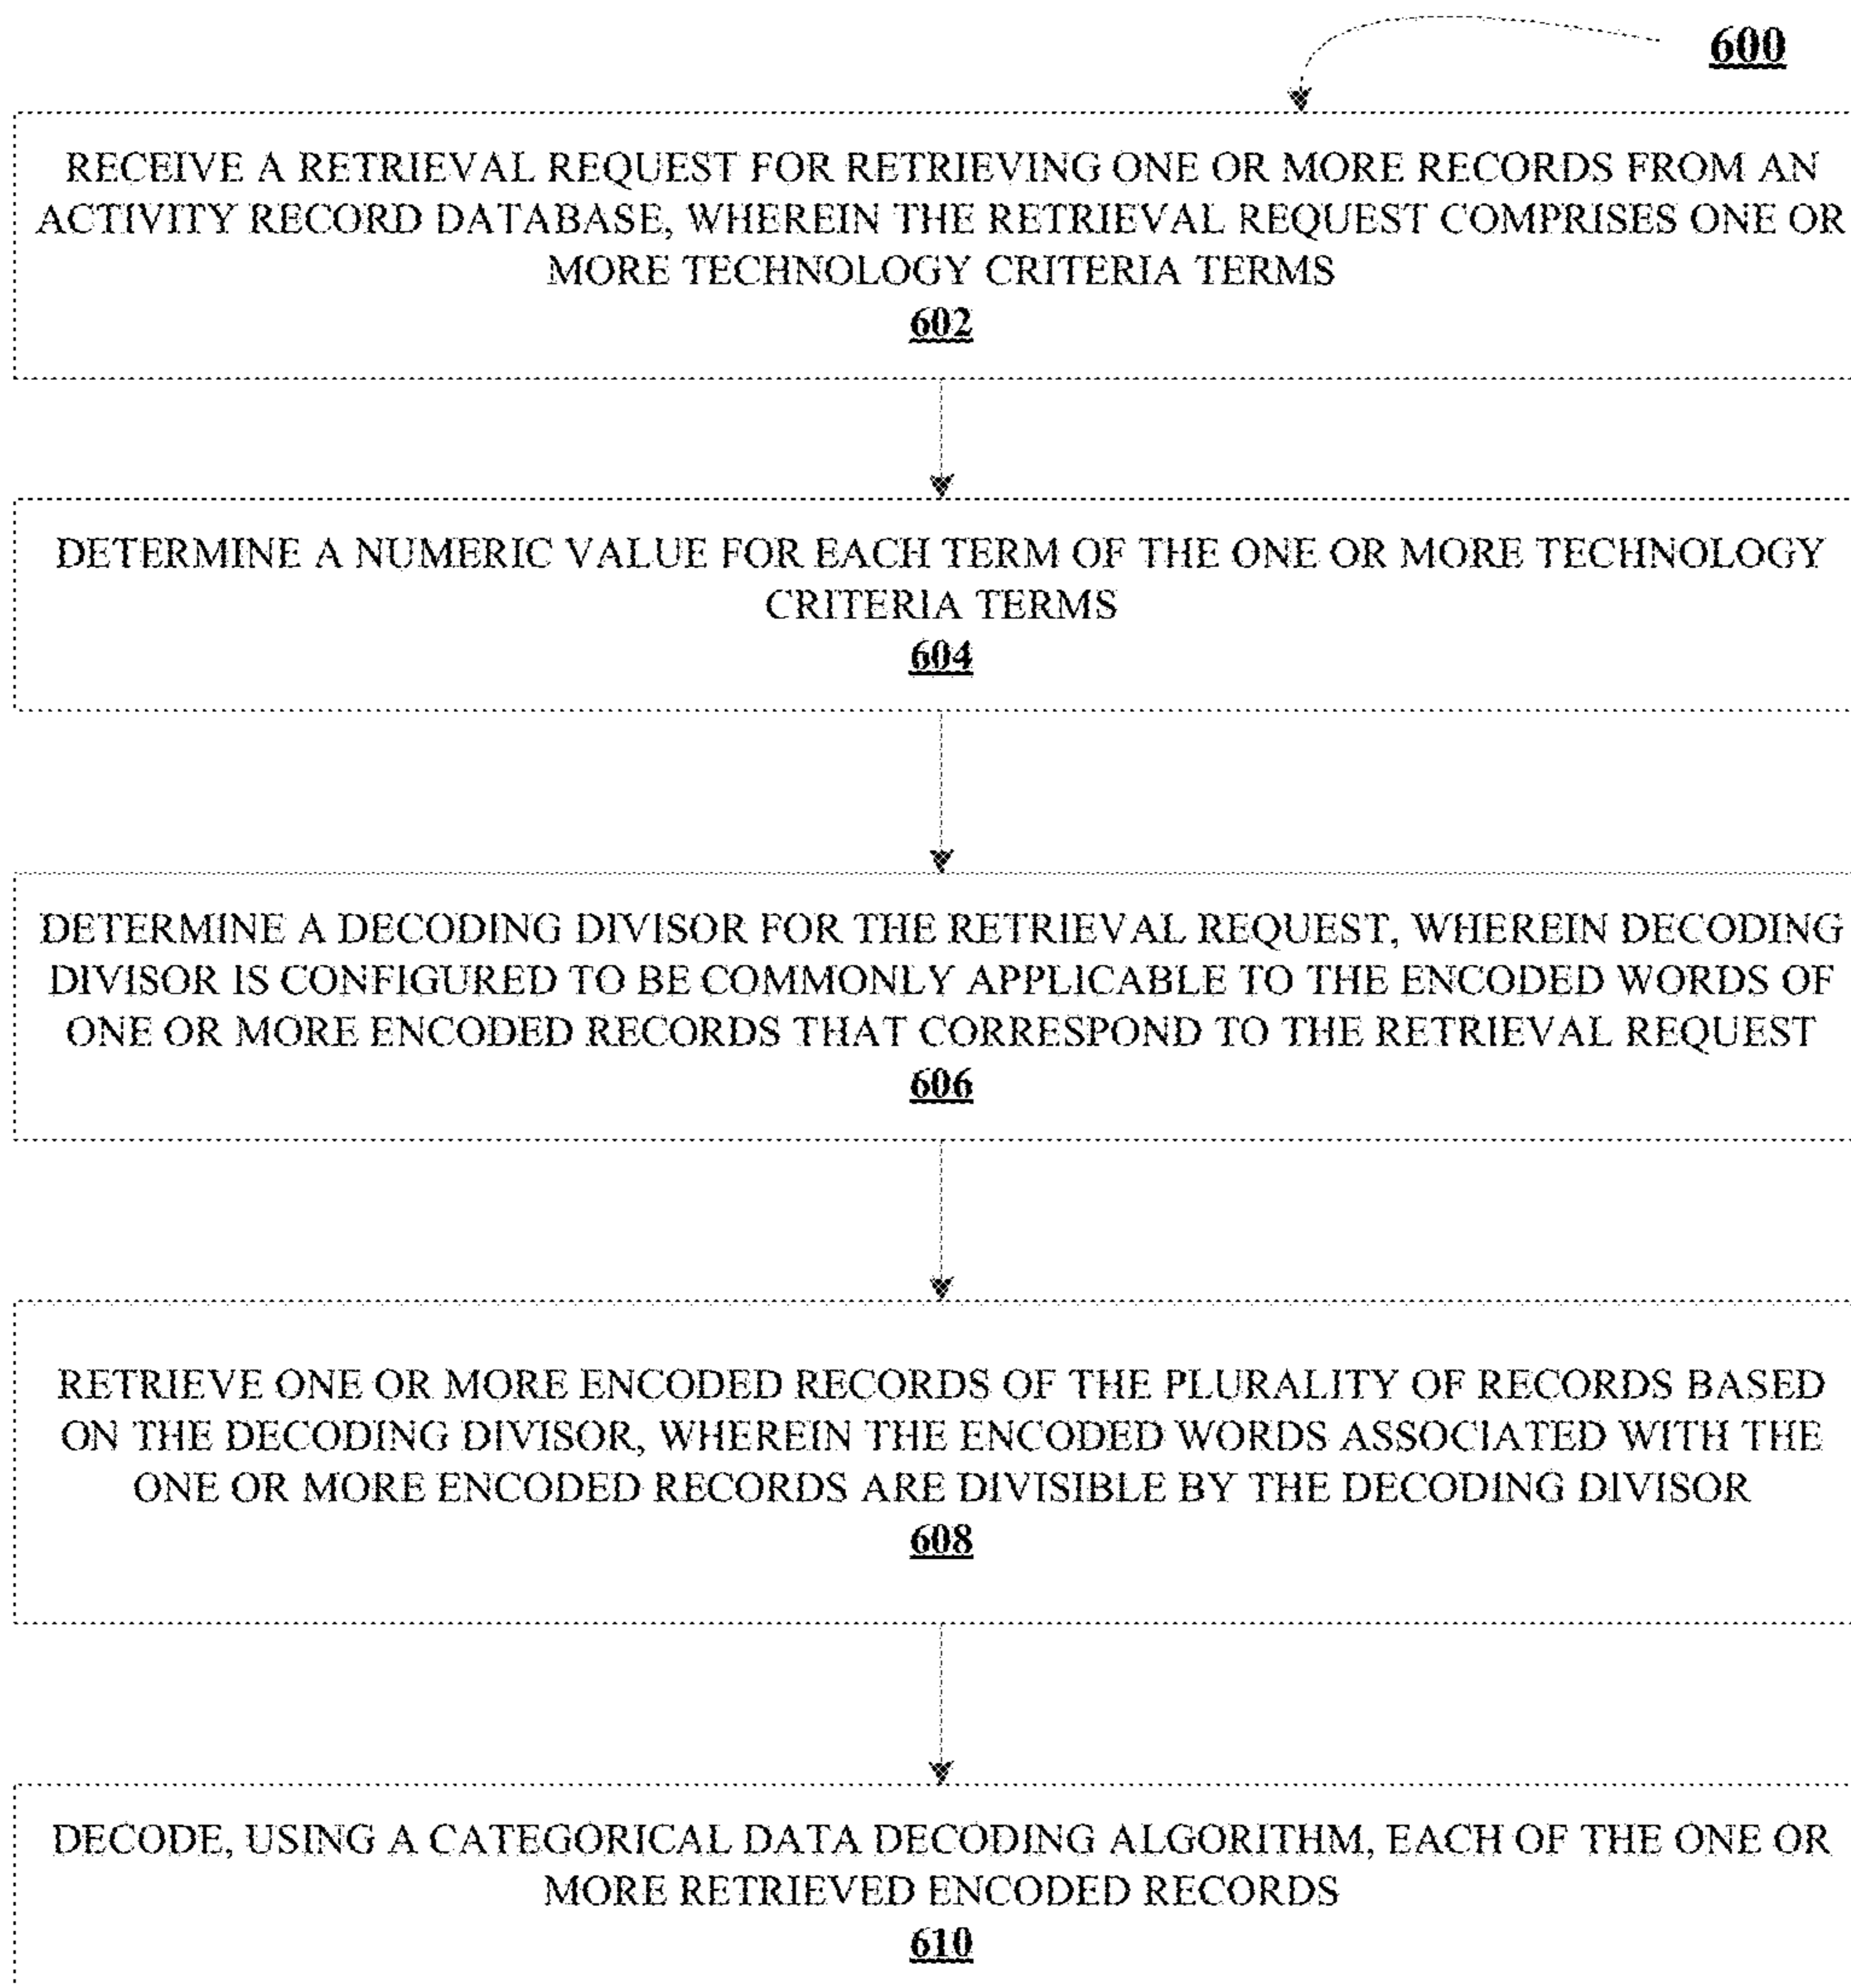 600
RECEIVE A RETRIEVAL REQUEST FOR RETRIEVING ONE OR MORE RECORDS FROM AN
ACTIVITY RECORD DATABASE, WHEREIN THE RETRIEVAL REQUEST COMPRISES ONE OR
MORE TECHNOLOGY CRITERIA TERMS
602
DETERMINE A NUMERIC VALUE FOR EACH TERM OF THE ONE OR MORE TECHNOLOGY
CRITERIA TERMS
604
DETERMINE A DECODING DIVISOR FOR THE RETRIEVAL REQUEST, WHEREIN DECODING
DIVISOR IS CONFIGURED TO BE COMMONLY APPLICABLE TO THE ENCODED WORDS OF
ONE OR MORE ENCODED RECORDS THAT CORRESPOND TO THE RETRIEVAL REQUEST
606
RETRIEVE ONE OR MORE ENCODED RECORDS OF THE PLURALITY OF RECORDS BASED
ON THE DECODING DIVISOR, WHEREIN THE ENCODED WORDS ASSOCIATED WITH THE
ONE OR MORE ENCODED RECORDS ARE DIVISIBLE BY THE DECODING DIVISOR
608
DECODE, USING A CATEGORICAL DATA DECODING ALGORITHM, EACH OF THE ONE OR
MORE RETRIEVED ENCODED RECORDS
610